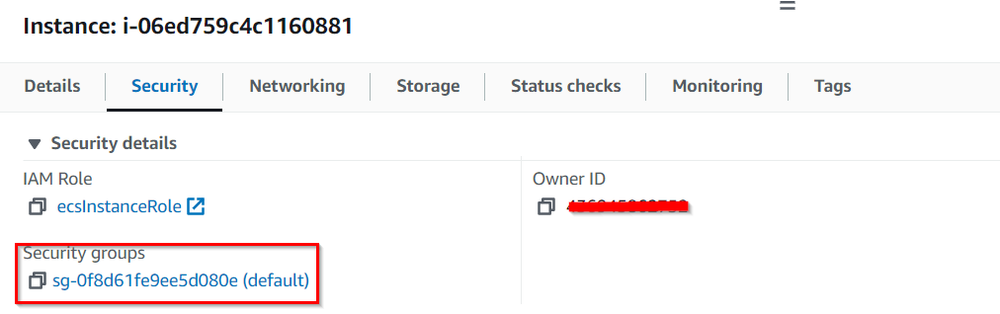 Instance: i-06ed759c4c1160881
Details Security Networking Storage Status checks Monitoring Tags
Security details
IAM Role
ecsInstanceRole
Owner ID
Security groups
sg-0f8d61fe9ee5d080e (default)